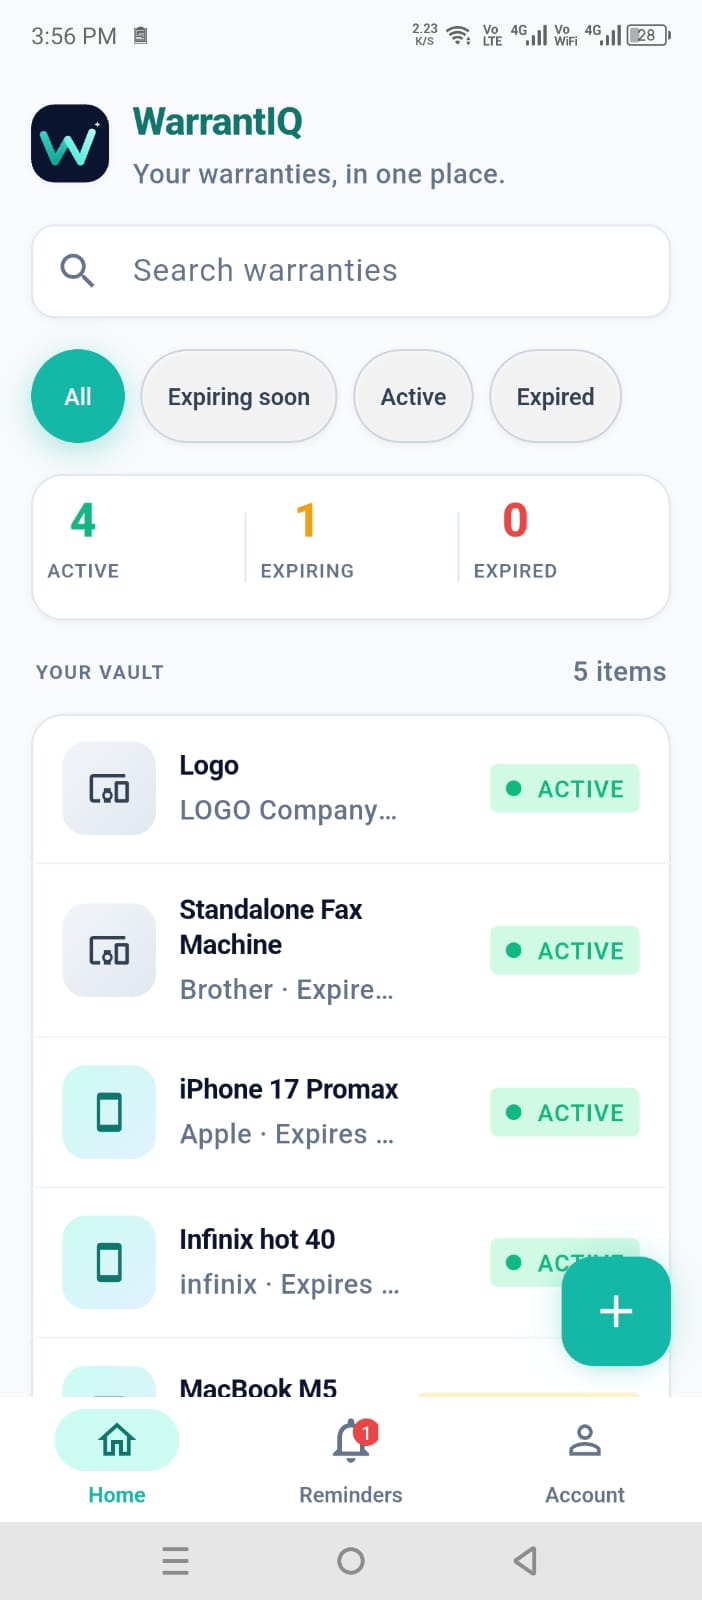 3:56 PM
2.23 K/S Vo LTE 4G Vo WiFi 4G 28
WarrantIQ
Your warranties, in one place.
Search warranties
All Expiring soon Active Expired
4 1 0
ACTIVE EXPIRING EXPIRED
YOUR VAULT 5 items
Logo
LOGO Company...
ACTIVE
Standalone Fax
Machine
Brother · Expire...
ACTIVE
iPhone 17 Promax
Apple · Expires ...
ACTIVE
Infinix hot 40
infinix · Expires ...
MacBook M5
1
Home Reminders Account